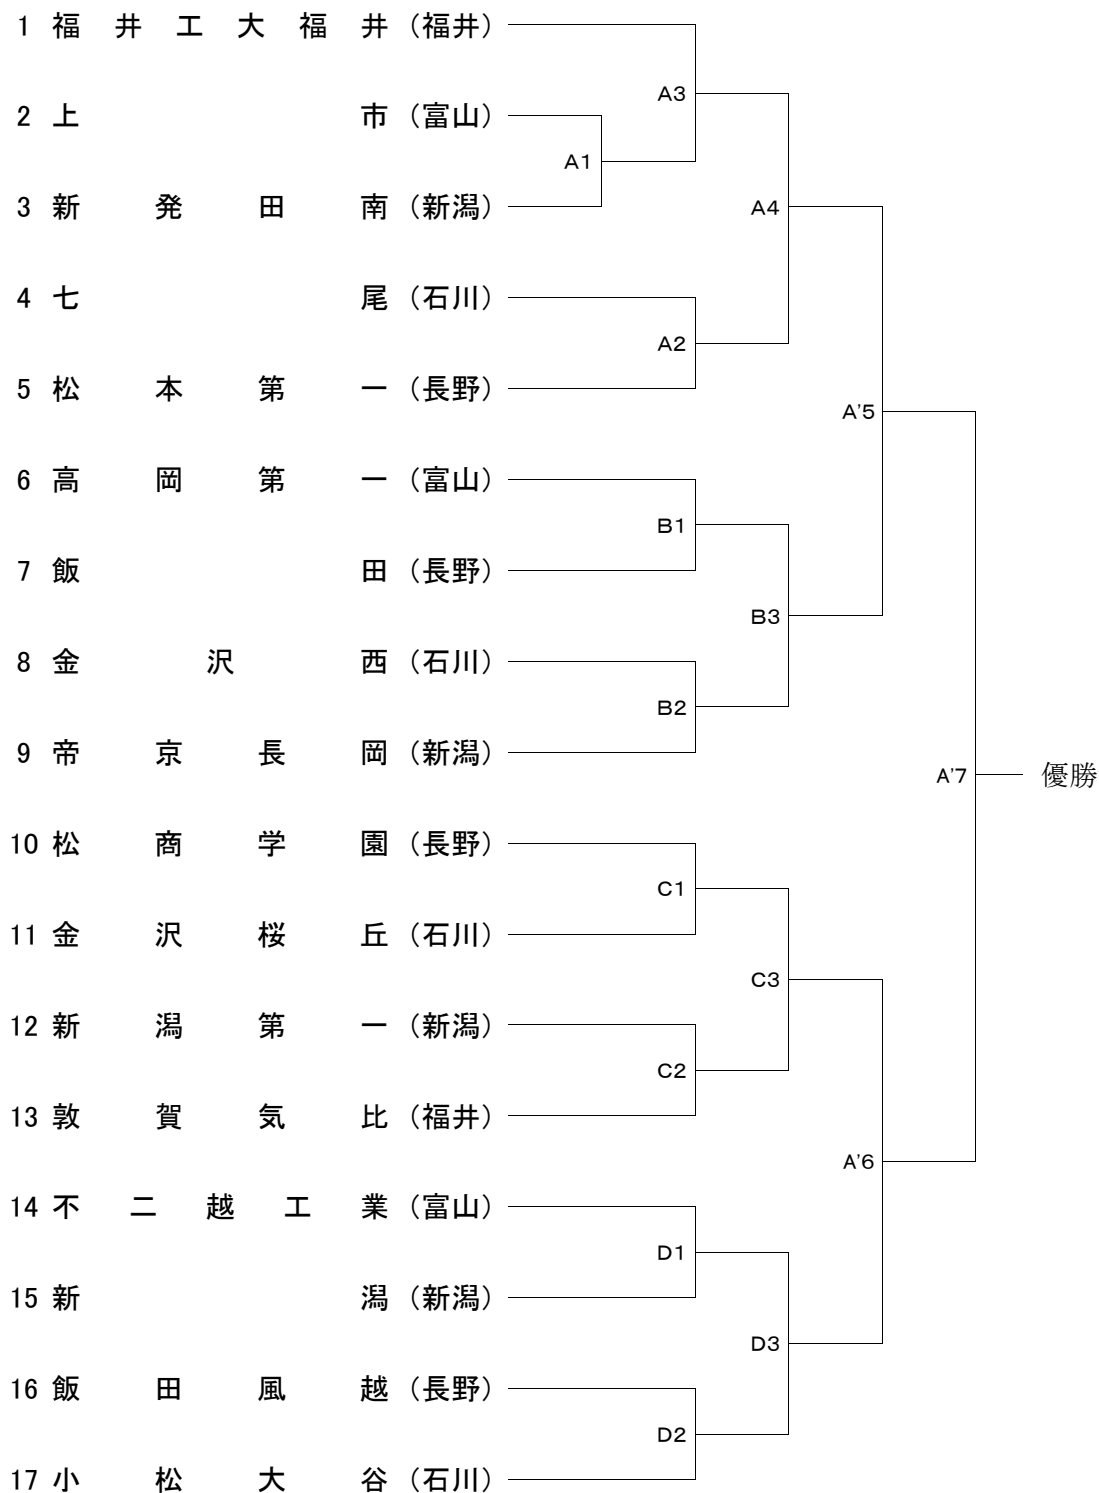 1 福井工大福井（福井）
A3
2 上市（富山）
A1
3 新発田南（新潟）
A4
4 七尾（石川）
A2
5 松本第一（長野）
A'5
6 高岡第一（富山）
B1
7 飯田（長野）
B3
8 金沢西（石川）
B2
9 帝京長岡（新潟）
A'7 優勝
10 松商学園（長野）
C1
11 金沢桜丘（石川）
C3
12 新潟第一（新潟）
C2
13 敦賀気比（福井）
A'6
14 不二越工業（富山）
D1
15 新潟（新潟）
D3
16 飯田風越（長野）
D2
17 小松大谷（石川）